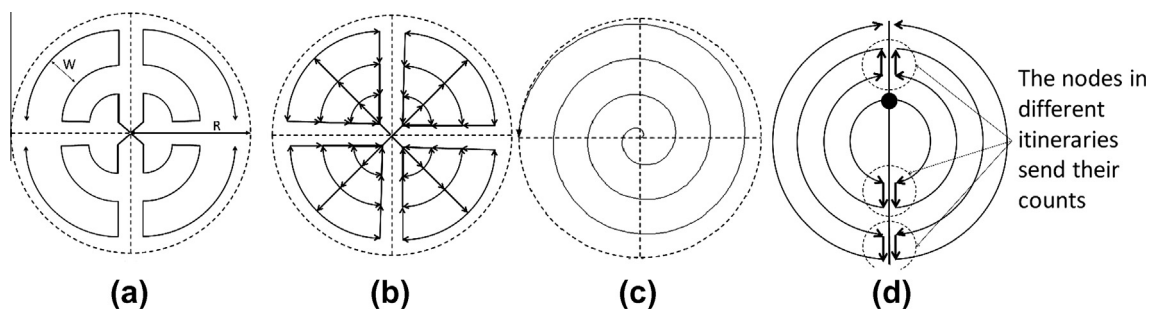 W
R
The nodes in
different
itineraries
send their
counts
(a)
(b)
(c)
(d)